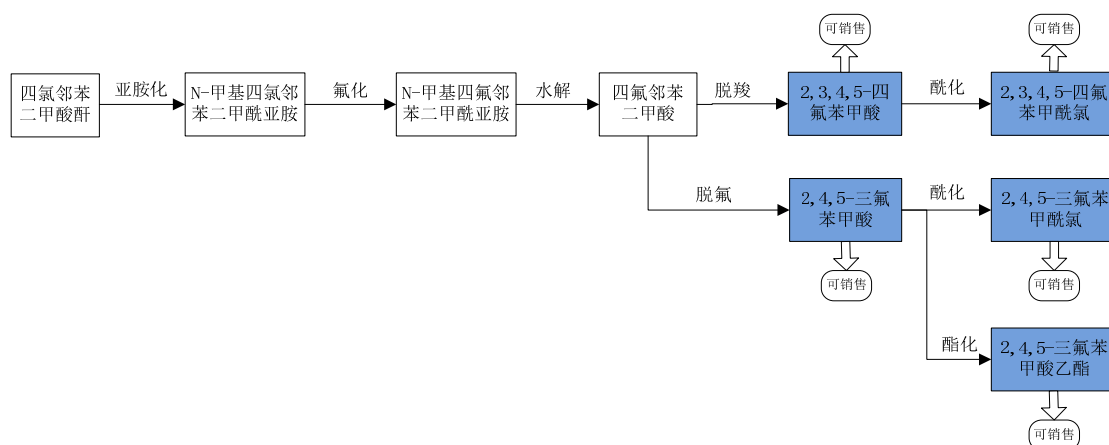 可销售
可销售
四氯邻苯
二甲酸酐
亚胺化
N-甲基四氯邻
苯二甲酰亚胺
氟化
N-甲基四氟邻
苯二甲酰亚胺
水解
四氟邻苯
二甲酸
脱羧
2,3,4,5-四
氟苯甲酸
酰化
2,3,4,5-四氟
苯甲酰氯
脱氟
2,4,5-三氟
苯甲酸
酰化
2,4,5-三氟苯
甲酰氯
可销售
可销售
酯化
2,4,5-三氟苯
甲酸乙酯
可销售